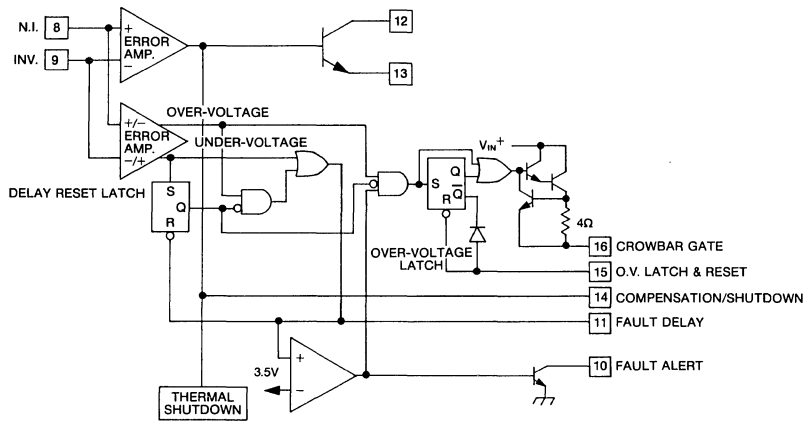 N.I. 8
+
ERROR
AMP.
−
INV. 9
12
13
+/−
ERROR
AMP.
−/+
OVER-VOLTAGE
UNDER-VOLTAGE
DELAY RESET LATCH
S
Q
R
S
Q
Q̅
R
OVER-VOLTAGE
LATCH
VIN+
4Ω
16 CROWBAR GATE
15 O.V. LATCH & RESET
14 COMPENSATION/SHUTDOWN
11 FAULT DELAY
10 FAULT ALERT
+
3.5V
−
THERMAL
SHUTDOWN